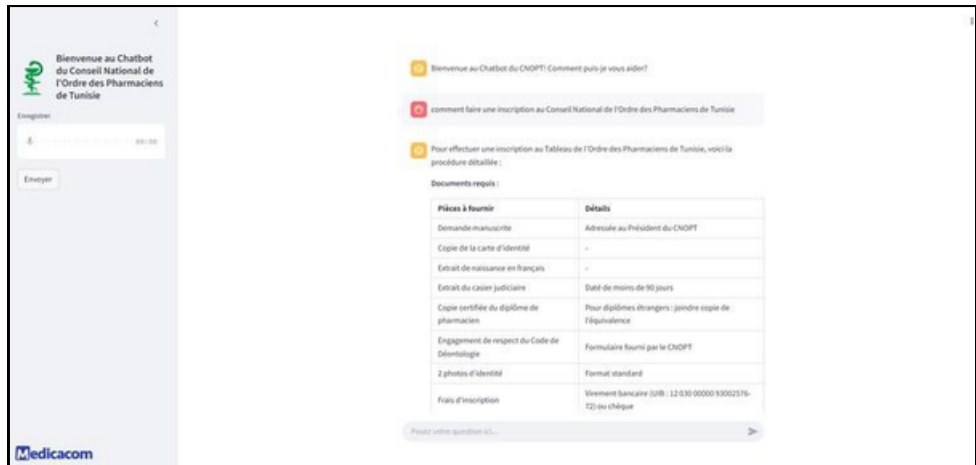 Bienvenue au Chatbot
du Conseil National de
l'Ordre des Pharmaciens
de Tunisie
Enregistrer
00:00
Envoyer
Medicacom
Bienvenue au Chatbot du CNOPT! Comment puis-je vous aider?
comment faire une inscription au Conseil National de l'Ordre des Pharmaciens de Tunisie
Pour effectuer une inscription au Tableau de l'Ordre des Pharmaciens de Tunisie, voici la
procédure détaillée :
Documents requis :
Pièces à fournir Détails
Demande manuscrite Adressée au Président du CNOPT
Copie de la carte d'identité -
Extrait de naissance en français -
Extrait du casier judiciaire Daté de moins de 90 jours
Copie certifiée du diplôme de Pour diplômes étrangers : joindre copie de
pharmacien l'équivalence
Engagement de respect du Code de
Déontologie Formulaire fourni par le CNOPT
2 photos d'identité Format standard
Frais d'inscription Virement bancaire (UIB : 12 030 00000 93002576-
72) ou chèque
Posez votre question ici...